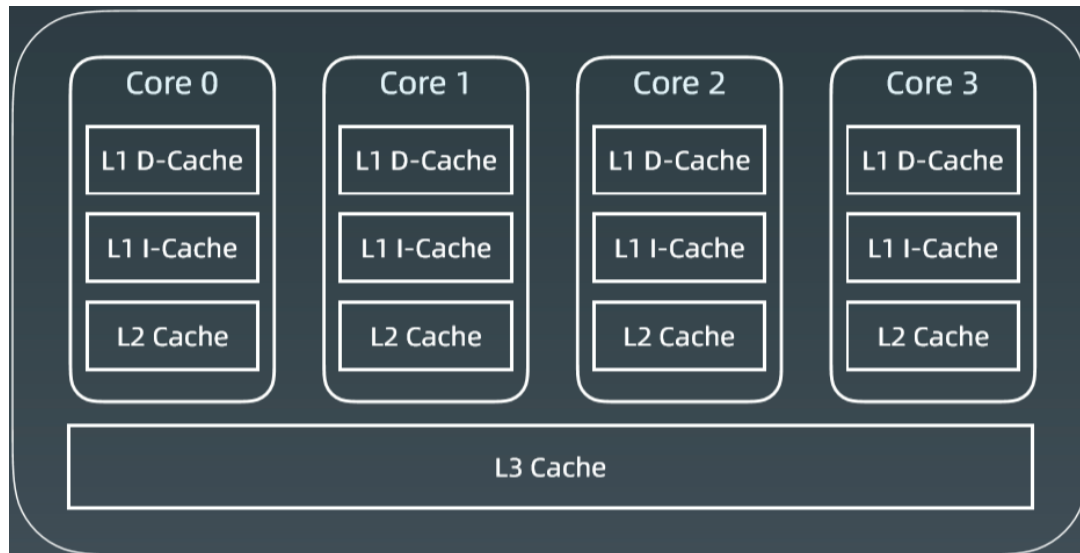 Core 0
L1 D-Cache
L1 I-Cache
L2 Cache
Core 1
L1 D-Cache
L1 I-Cache
L2 Cache
Core 2
L1 D-Cache
L1 I-Cache
L2 Cache
Core 3
L1 D-Cache
L1 I-Cache
L2 Cache
L3 Cache